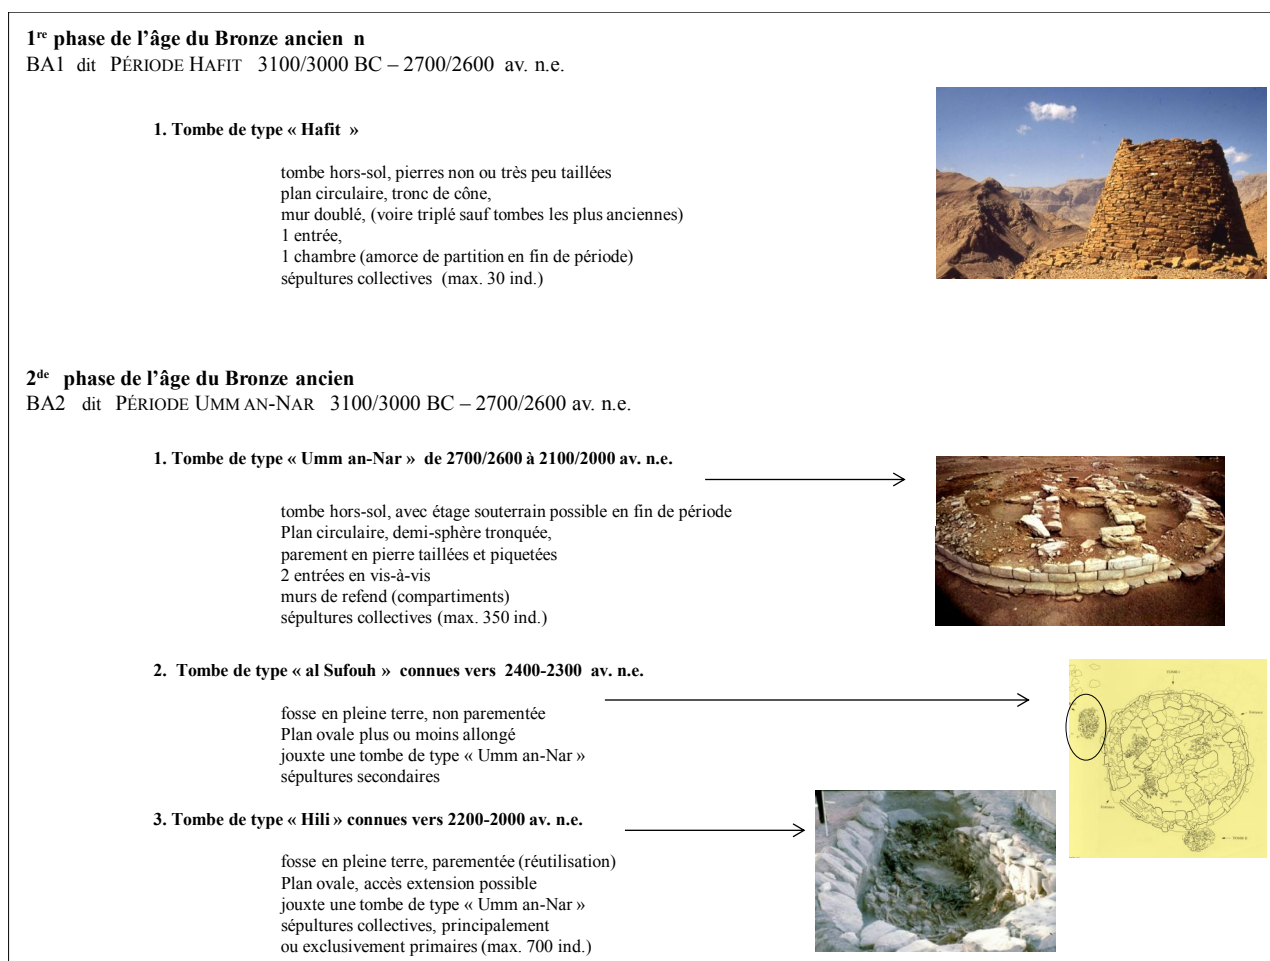 1re phase de l’âge du Bronze ancien n
BA1 dit PÉRIODE HAFIT 3100/3000 BC – 2700/2600 av. n.e.
1. Tombe de type « Hafit »
tombe hors-sol, pierres non ou très peu taillées
plan circulaire, tronc de cône,
mur doublé, (voire triplé sauf tombes les plus anciennes)
1 entrée,
1 chambre (amorce de partition en fin de période)
sépultures collectives (max. 30 ind.)
2de phase de l’âge du Bronze ancien
BA2 dit PÉRIODE UMM AN-NAR 3100/3000 BC – 2700/2600 av. n.e.
1. Tombe de type « Umm an-Nar » de 2700/2600 à 2100/2000 av. n.e.
tombe hors-sol, avec étage souterrain possible en fin de période
Plan circulaire, demi-sphère tronquée,
parement en pierre taillées et piquetées
2 entrées en vis-à-vis
murs de refend (compartiments)
sépultures collectives (max. 350 ind.)
2. Tombe de type « al Sufouh » connues vers 2400-2300 av. n.e.
fosse en pleine terre, non parementée
Plan ovale plus ou moins allongé
jouxte une tombe de type « Umm an-Nar »
sépultures secondaires
3. Tombe de type « Hili » connues vers 2200-2000 av. n.e.
fosse en pleine terre, parementée (réutilisation)
Plan ovale, accès extension possible
jouxte une tombe de type « Umm an-Nar »
sépultures collectives, principalement
ou exclusivement primaires (max. 700 ind.)